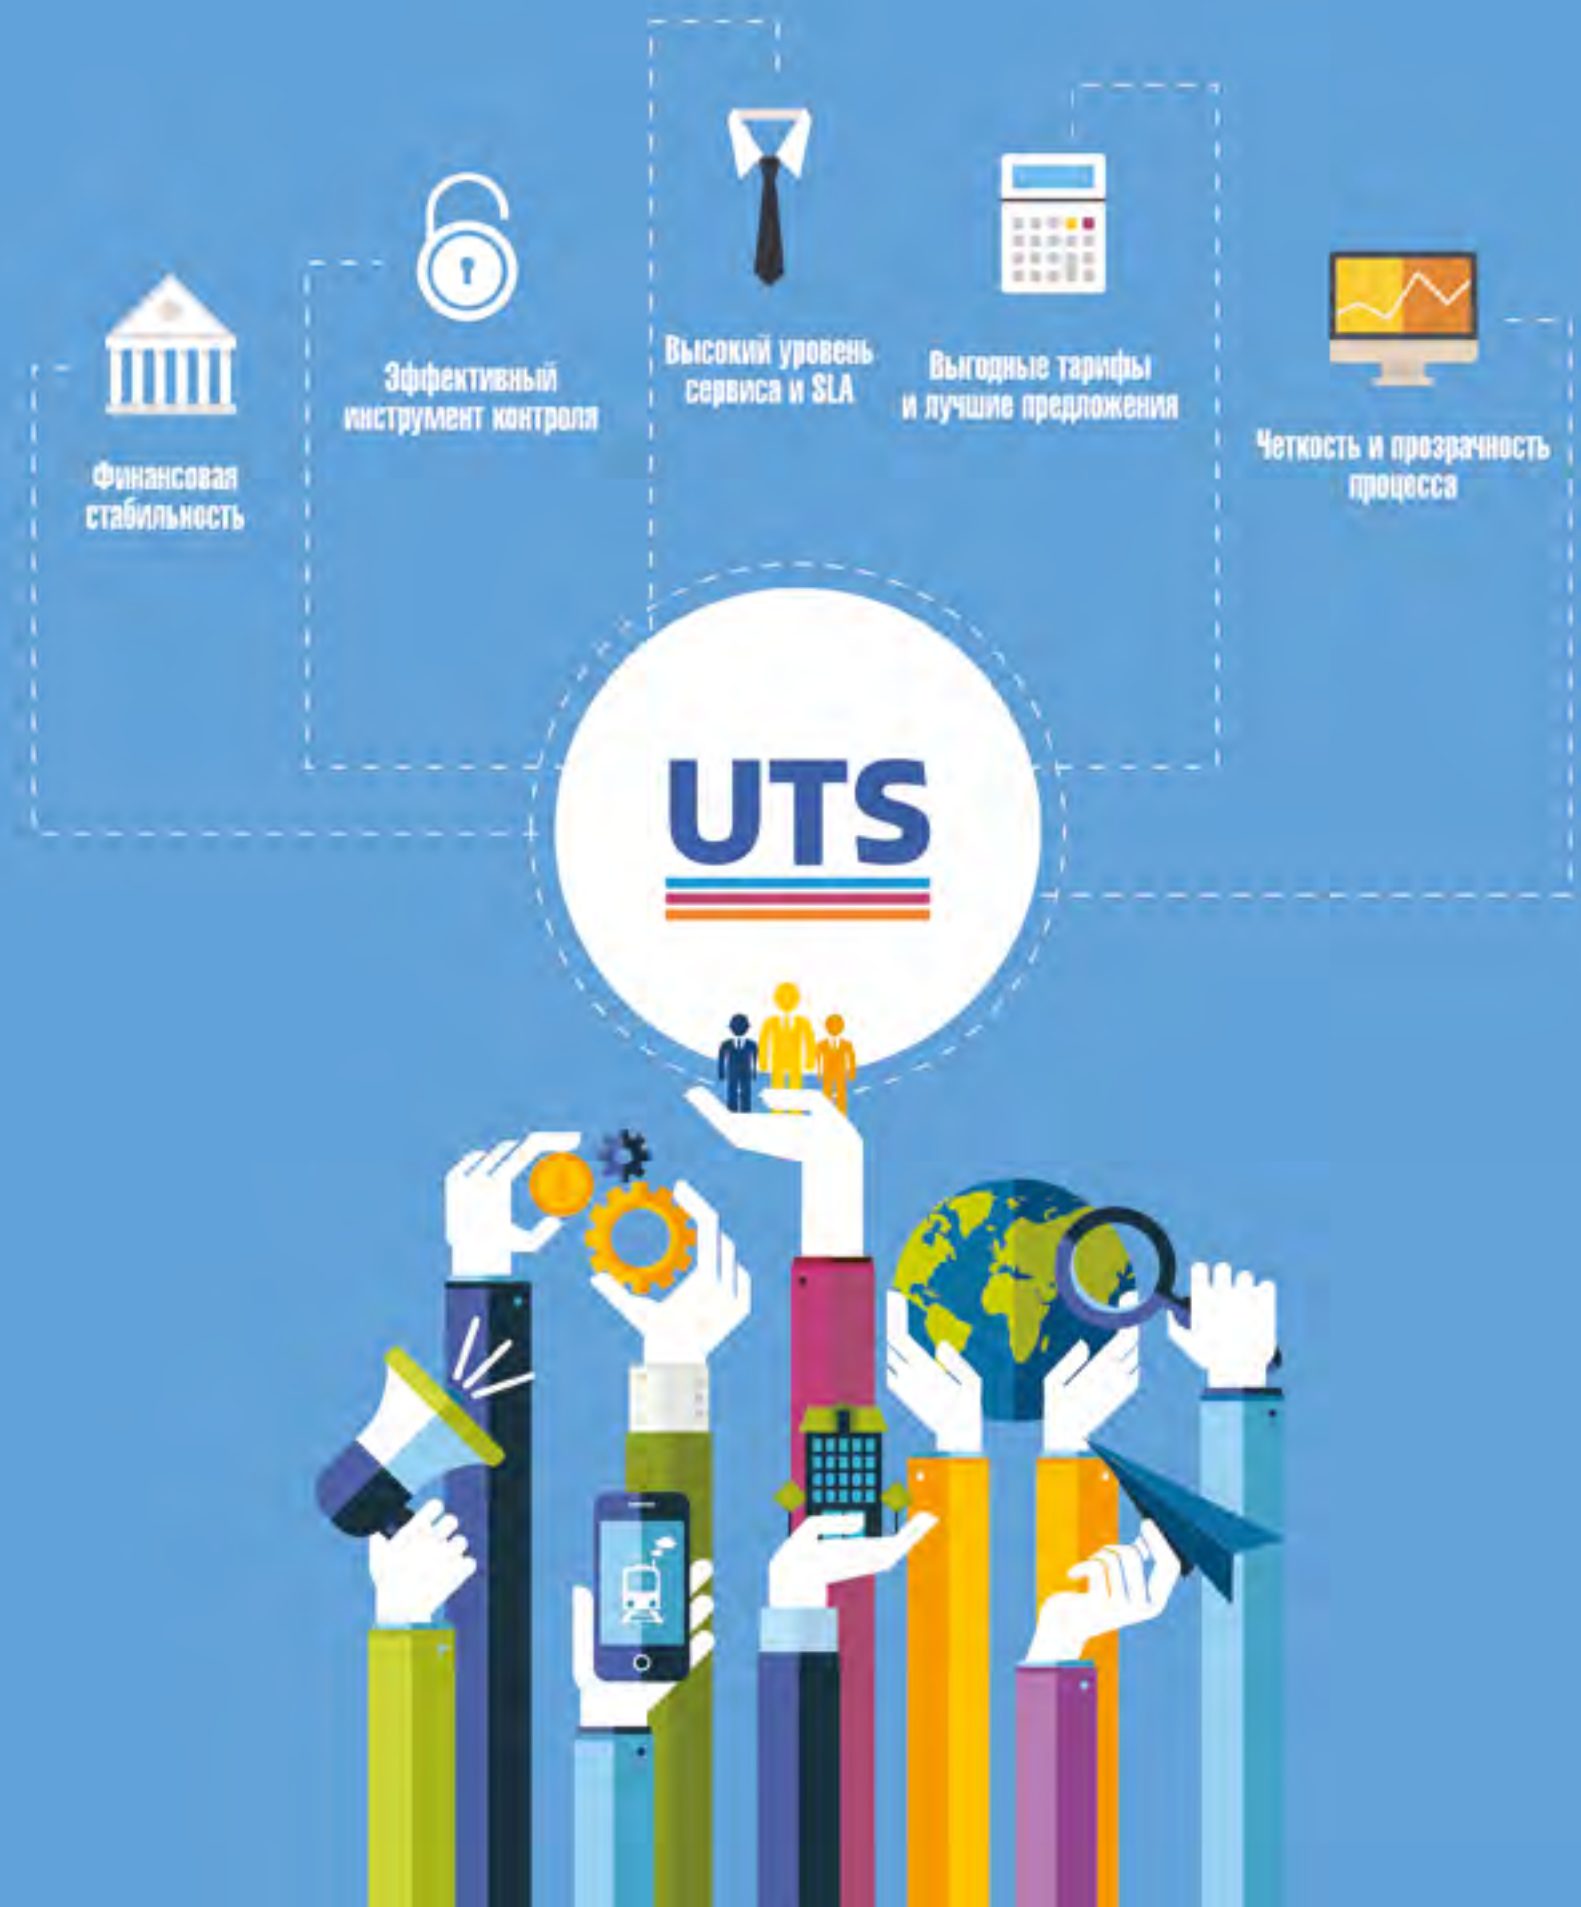 Финансовая
стабильность
Эффективный
инструмент контроля
Высокий уровень
сервиса и SLA
Выгодные тарифы
и лучшие предложения
Четкость и прозрачность
процесса
UTS